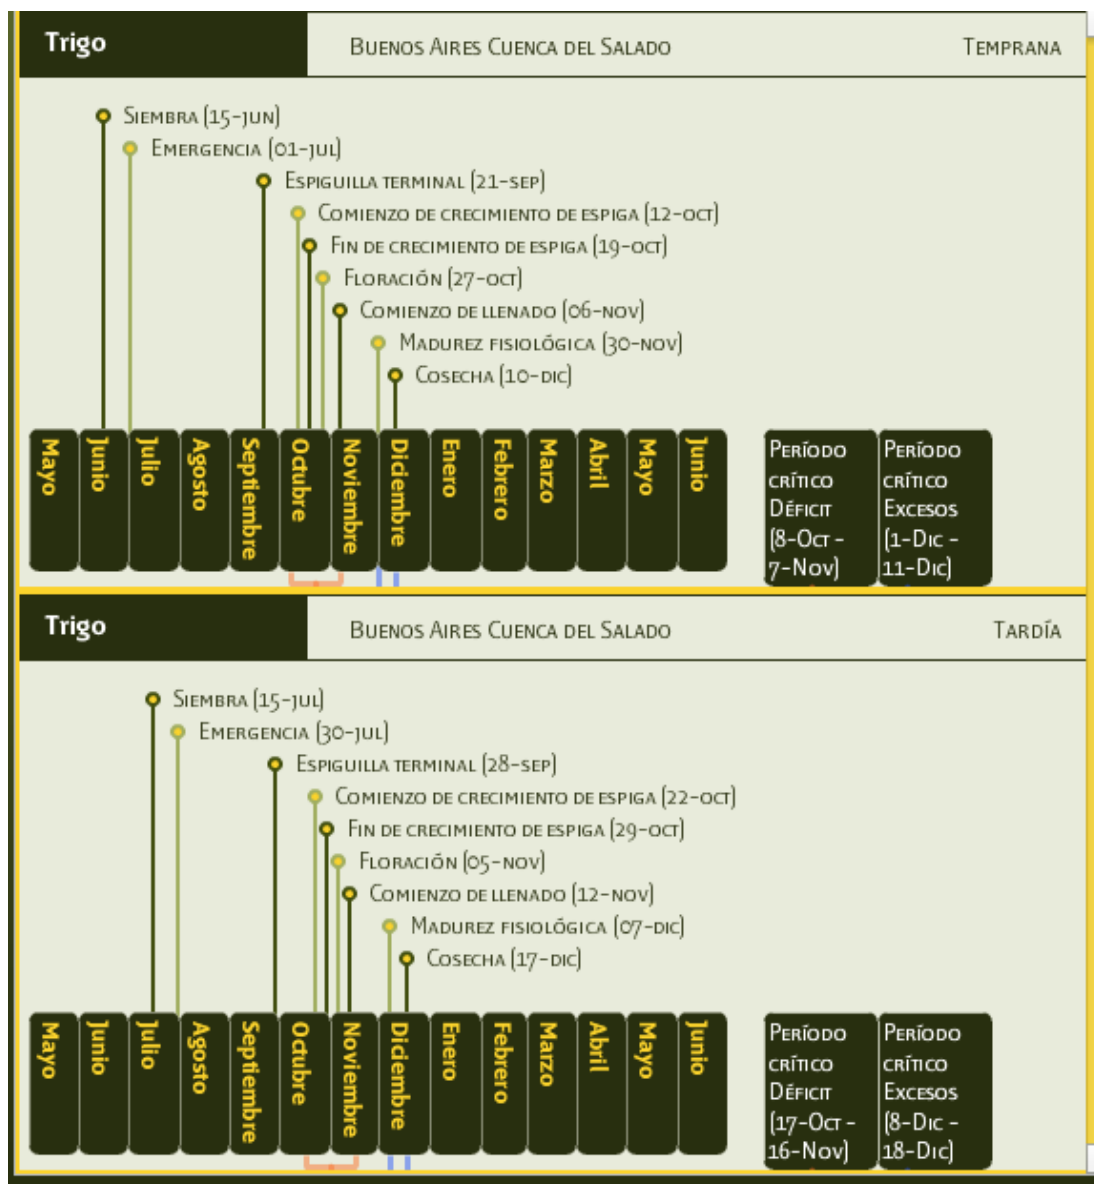 Trigo BUENOS AIRES CUENCA DEL SALADO TEMPRANA
SIEMBRA (15-JUN)
EMERGENCIA (01-JUL)
ESPIGUILLA TERMINAL (21-SEP)
COMIENZO DE CRECIMIENTO DE ESPIGA (12-OCT)
FIN DE CRECIMIENTO DE ESPIGA (19-OCT)
FLORACIÓN (27-OCT)
COMIENZO DE LLENADO (06-NOV)
MADUREZ FISIOLÓGICA (30-NOV)
COSECHA (10-DIC)
Mayo
Junio
Julio
Agosto
Septiembre
Octubre
Noviembre
Diciembre
Enero
Febrero
Marzo
Abril
Mayo
Junio
PERÍODO
CRÍTICO
DÉFICIT
(8-OCT -
7-NOV)
PERÍODO
CRÍTICO
EXCESOS
(1-DIC -
11-DIC)
Trigo BUENOS AIRES CUENCA DEL SALADO TARDÍA
SIEMBRA (15-JUL)
EMERGENCIA (30-JUL)
ESPIGUILLA TERMINAL (28-SEP)
COMIENZO DE CRECIMIENTO DE ESPIGA (22-OCT)
FIN DE CRECIMIENTO DE ESPIGA (29-OCT)
FLORACIÓN (05-NOV)
COMIENZO DE LLENADO (12-NOV)
MADUREZ FISIOLÓGICA (07-DIC)
COSECHA (17-DIC)
Mayo
Junio
Julio
Agosto
Septiembre
Octubre
Noviembre
Diciembre
Enero
Febrero
Marzo
Abril
Mayo
Junio
PERÍODO
CRÍTICO
DÉFICIT
(17-OCT -
16-NOV)
PERÍODO
CRÍTICO
EXCESOS
(8-DIC -
18-DIC)